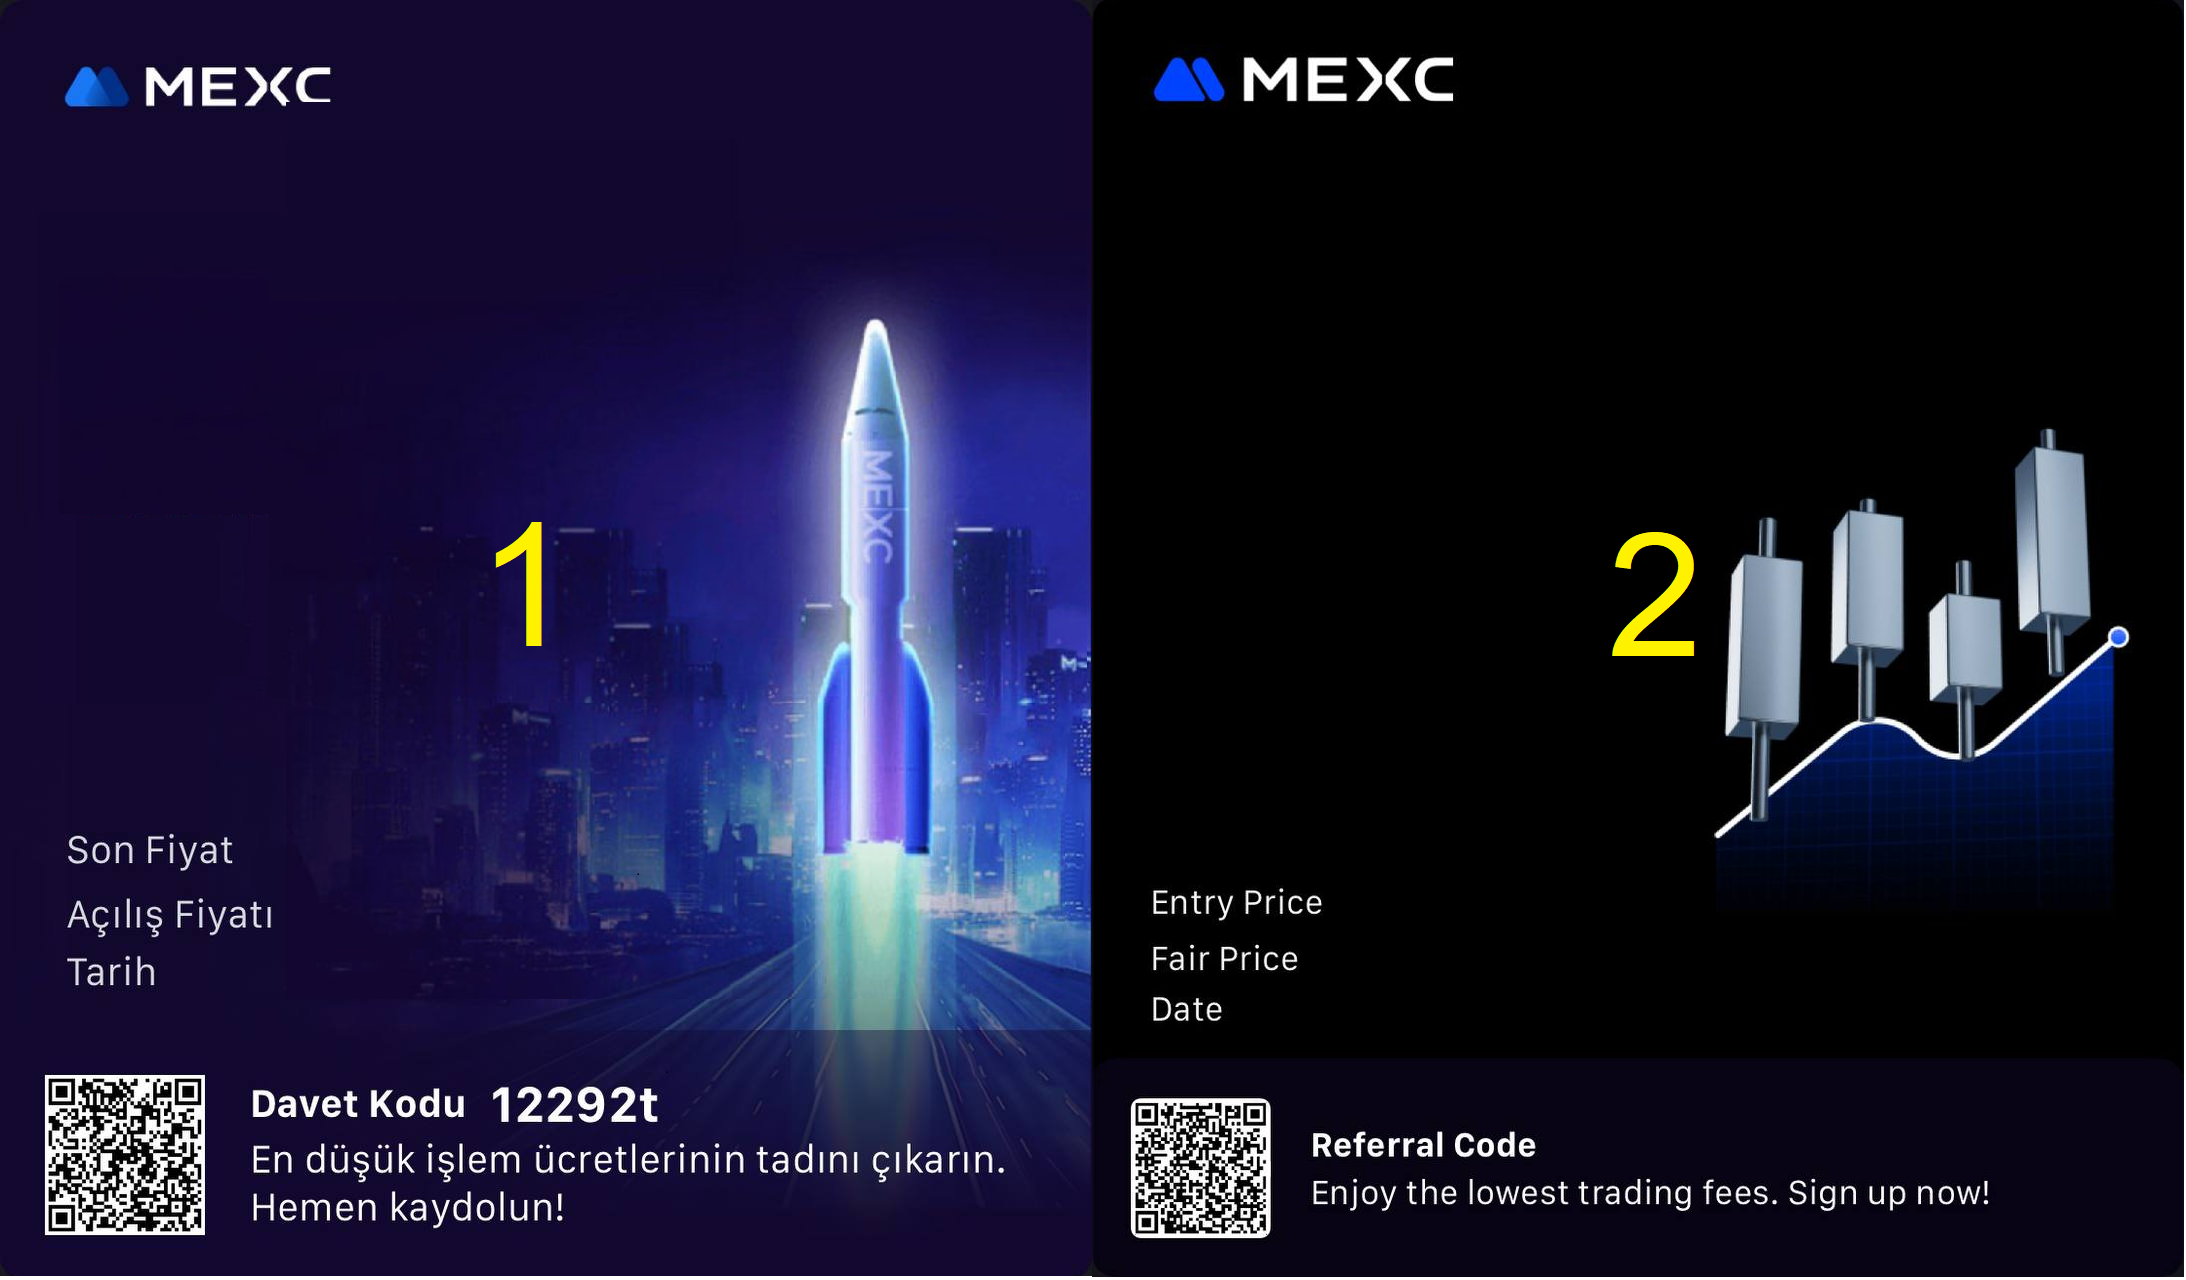 MEXC
MEXC
1
Son Fiyat
Açılış Fiyatı
Tarih
Davet Kodu 12292t
En düşük işlem ücretlerinin tadını çıkarın.
Hemen kaydolun!
MEXC
2
Entry Price
Fair Price
Date
Referral Code
Enjoy the lowest trading fees. Sign up now!